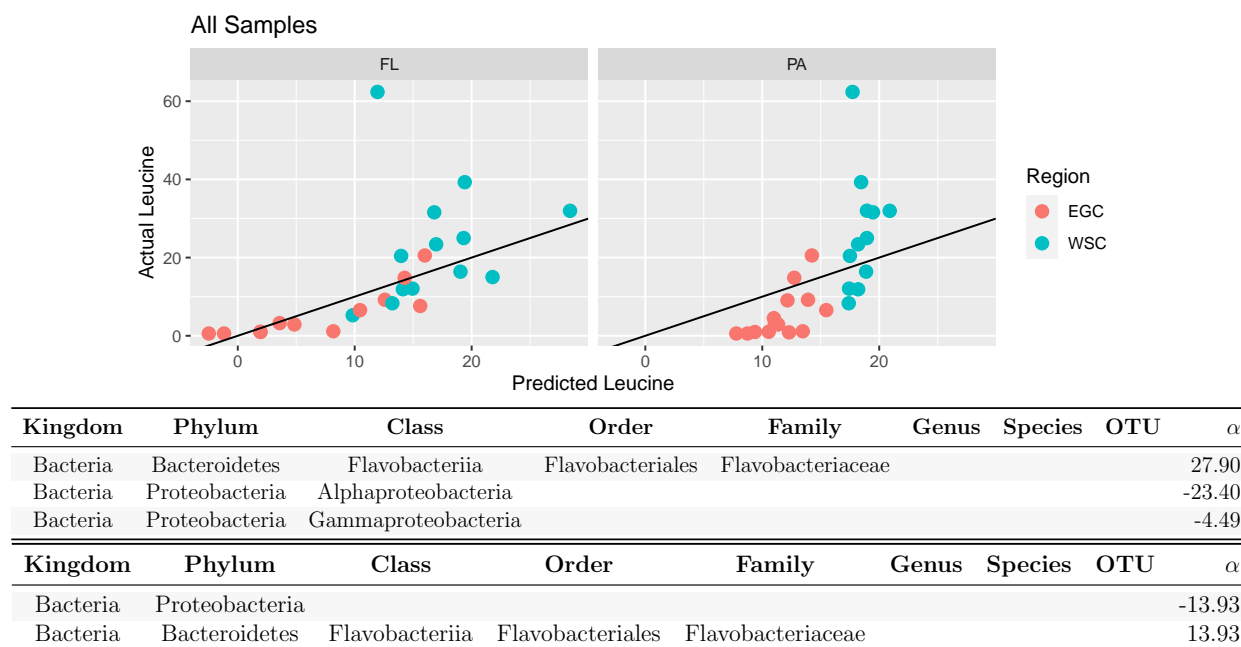 All Samples
FL PA
60
40
20
0
Actual Leucine
0 10 20 0 10 20
Predicted Leucine
Region
EGC
WSC
Kingdom Phylum Class Order Family Genus Species OTU α
Bacteria Bacteroidetes Flavobacteriia Flavobacteriales Flavobacteriaceae 27.90
Bacteria Proteobacteria Alphaproteobacteria -23.40
Bacteria Proteobacteria Gammaproteobacteria -4.49
Kingdom Phylum Class Order Family Genus Species OTU α
Bacteria Proteobacteria -13.93
Bacteria Bacteroidetes Flavobacteriia Flavobacteriales Flavobacteriaceae 13.93